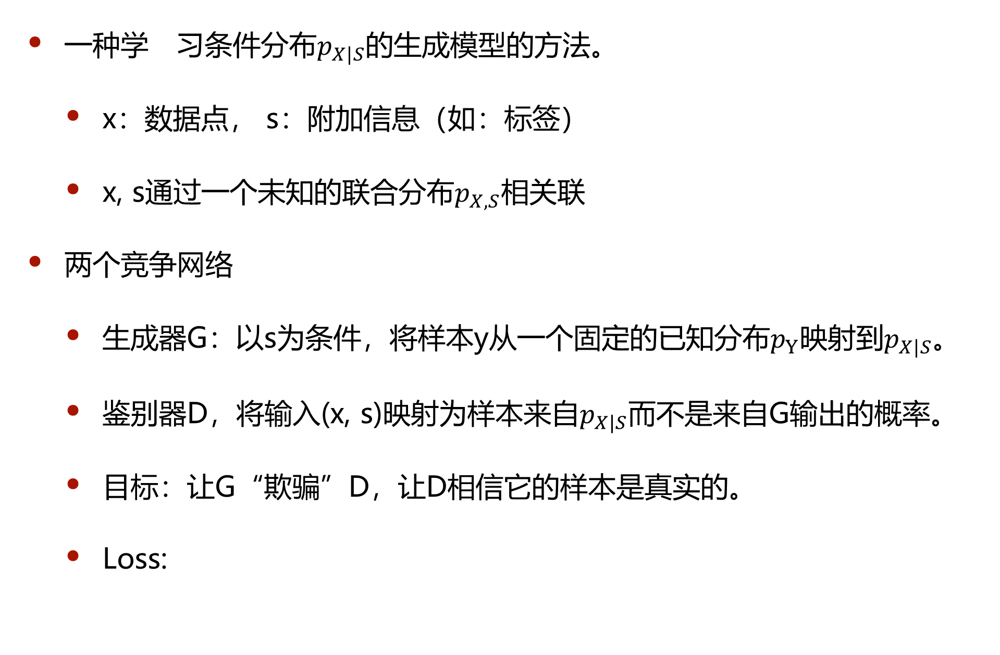 • 一种学　习条件分布$p_{X|S}$的生成模型的方法。
• x：数据点， s：附加信息（如：标签）
• x, s通过一个未知的联合分布$p_{X,S}$相关联
• 两个竞争网络
• 生成器G：以s为条件，将样本y从一个固定的已知分布$p_{Y}$映射到$p_{X|S}$。
• 鉴别器D，将输入(x, s)映射为样本来自$p_{X|S}$而不是来自G输出的概率。
• 目标：让G“欺骗”D，让D相信它的样本是真实的。
• Loss: